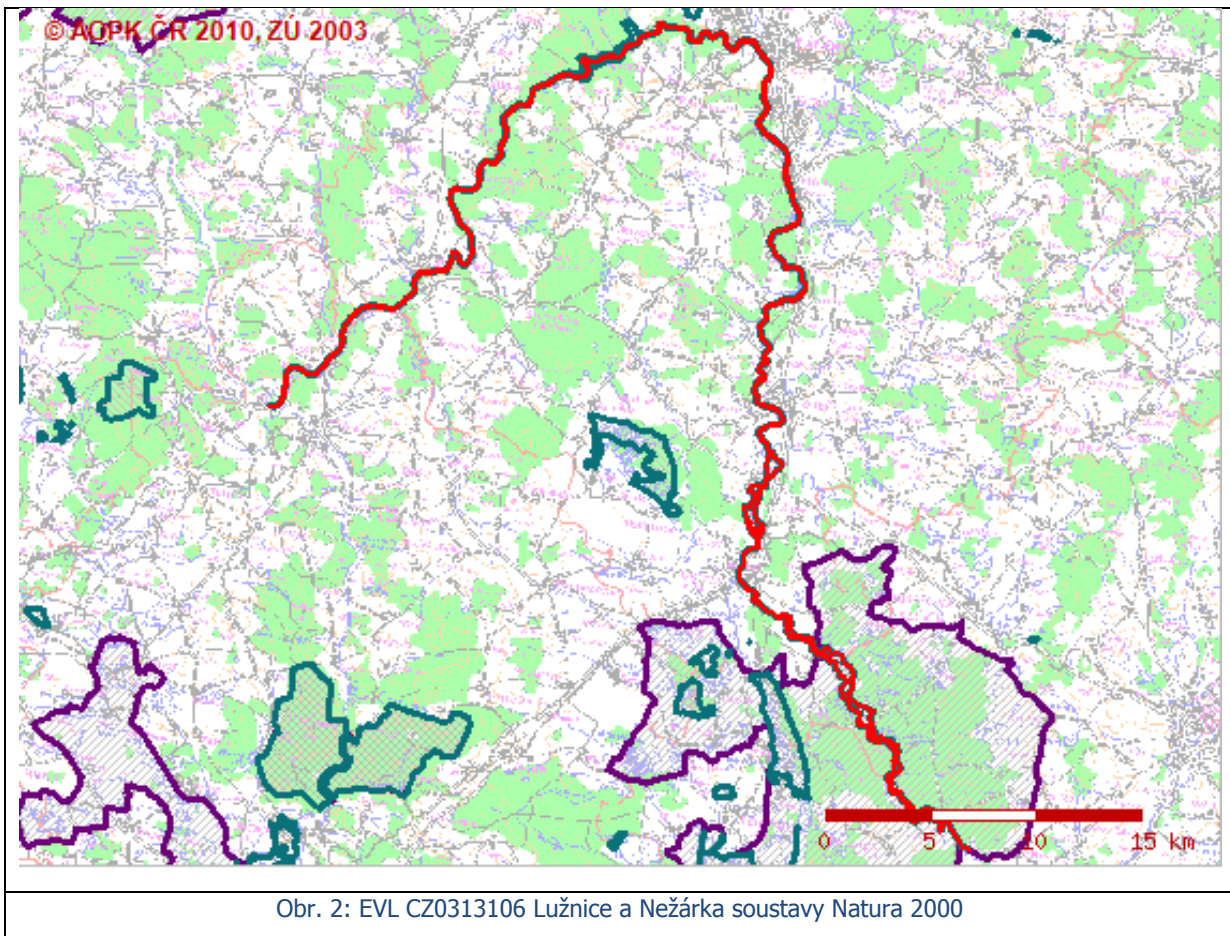 © AOPK ČR 2010, ZÚ 2003
0 5 10 15 km
Obr. 2: EVL CZ0313106 Lužnice a Nežárka soustavy Natura 2000